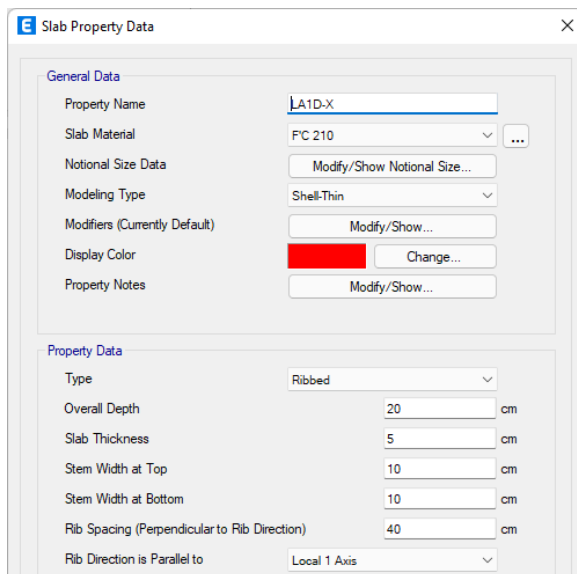 E Slab Property Data
General Data
Property Name LA1D-X
Slab Material F'C 210 ...
Notional Size Data Modify/Show Notional Size...
Modeling Type Shell-Thin
Modifiers (Currently Default) Modify/Show...
Display Color Change...
Property Notes Modify/Show...
Property Data
Type Ribbed
Overall Depth 20 cm
Slab Thickness 5 cm
Stem Width at Top 10 cm
Stem Width at Bottom 10 cm
Rib Spacing (Perpendicular to Rib Direction) 40 cm
Rib Direction is Parallel to Local 1 Axis